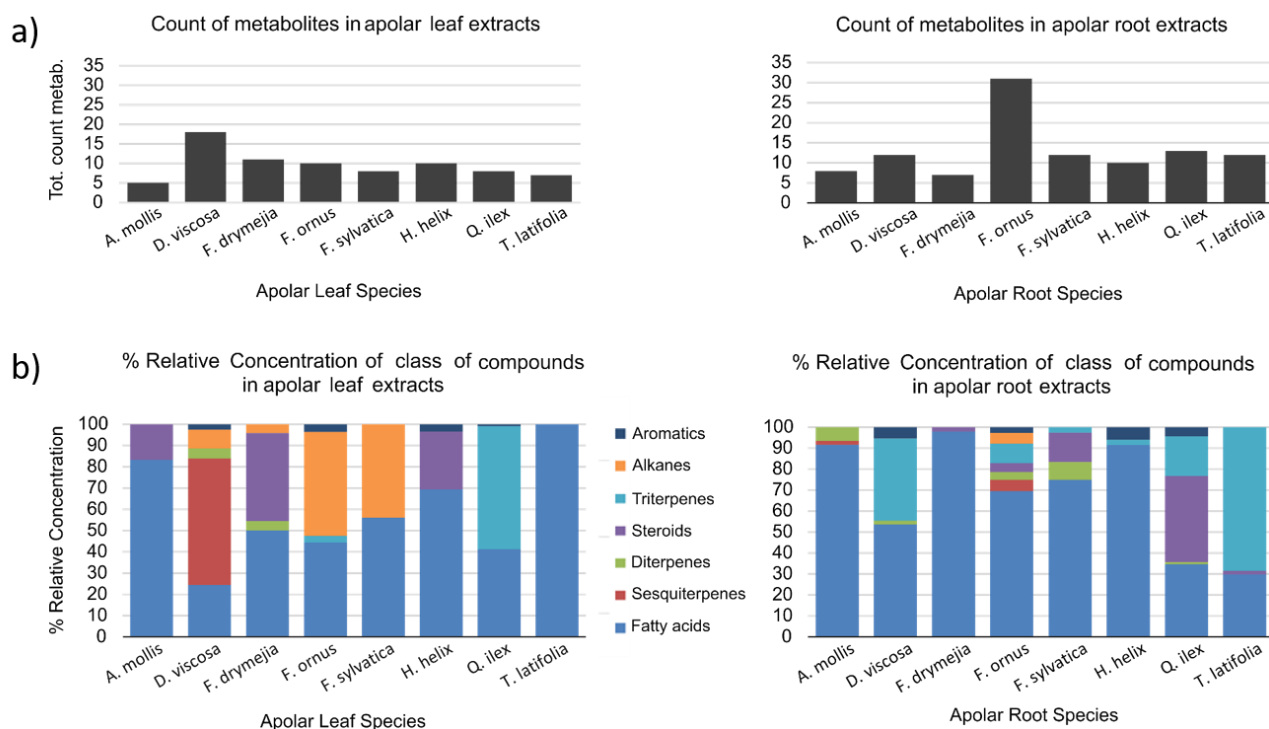 a)
Count of metabolites in apolar leaf extracts
Tot. count metab.
35
30
25
20
15
10
5
0
A. mollis
D. viscosa
F. drymejia
F. ornus
F. sylvatica
H. helix
Q. ilex
T. latifolia
Apolar Leaf Species
Count of metabolites in apolar root extracts
35
30
25
20
15
10
5
0
A. mollis
D. viscosa
F. drymejia
F. ornus
F. sylvatica
H. helix
Q. ilex
T. latifolia
Apolar Root Species
b)
% Relative Concentration of class of compounds
in apolar leaf extracts
% Relative Concentration
100
90
80
70
60
50
40
30
20
10
0
A. mollis
D. viscosa
F. drymejia
F. ornus
F. sylvatica
H. helix
Q. ilex
T. latifolia
Apolar Leaf Species
Aromatics
Alkanes
Triterpenes
Steroids
Diterpenes
Sesquiterpenes
Fatty acids
% Relative Concentration of class of compounds
in apolar root extracts
100
90
80
70
60
50
40
30
20
10
0
A. mollis
D. viscosa
F. drymejia
F. ornus
F. sylvatica
H. helix
Q. ilex
T. latifolia
Apolar Root Species